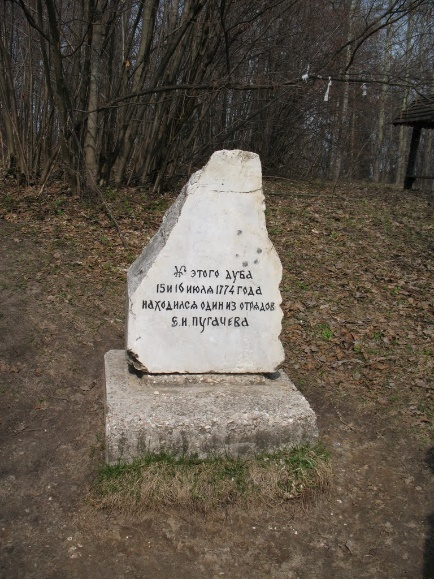 У этого дуба
15 и 16 июля 1774 года
находился один из отрядов
Е.И. Пугачева